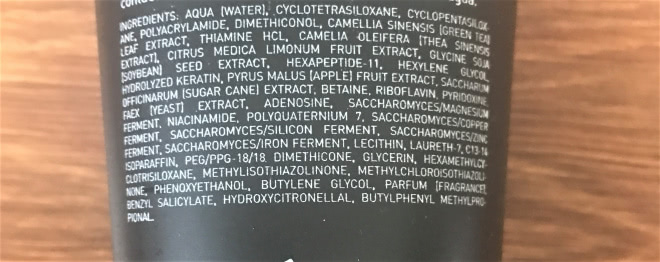 água.
INGREDIENTS: AQUA [WATER], CYCLOTETRASILOXANE, CYCLOPENTASILOX-
ANE, POLYACRYLAMIDE, DIMETHICONOL, CAMELLIA SINENSIS [GREEN TEA]
LEAF EXTRACT, THIAMINE HCL, CAMELIA OLEIFERA [THEA SINENSIS
EXTRACT], CITRUS MEDICA LIMONUM FRUIT EXTRACT, GLYCINE SOJA
[SOYBEAN] SEED EXTRACT, HEXAPEPTIDE-11, HEXYLENE GLYCOL,
HYDROLYZED KERATIN, PYRUS MALUS [APPLE] FRUIT EXTRACT, SACCHARUM
OFFICINARUM [SUGAR CANE] EXTRACT, BETAINE, RIBOFLAVIN, PYRIDOXINE,
FAEX [YEAST] EXTRACT, ADENOSINE, SACCHAROMYCES/MAGNESIUM
FERMENT, NIACINAMIDE, POLYQUATERNIUM 7, SACCHAROMYCES/COPPER
FERMENT, SACCHAROMYCES/SILICON FERMENT, SACCHAROMYCES/ZINC
FERMENT, SACCHAROMYCES/IRON FERMENT, LECITHIN, LAURETH-7, C13-14
ISOPARAFFIN, PEG/PPG-18/18 DIMETHICONE, GLYCERIN, HEXAMETHYLCY-
CLOTRISILOXANE, METHYLISOTHIAZOLINONE, METHYLCHLOROISOTHIAZOLI-
NONE, PHENOXYETHANOL, BUTYLENE GLYCOL, PARFUM [FRAGRANCE],
BENZYL SALICYLATE, HYDROXYCITRONELLAL, BUTYLPHENYL METHYLPRO-
PIONAL.